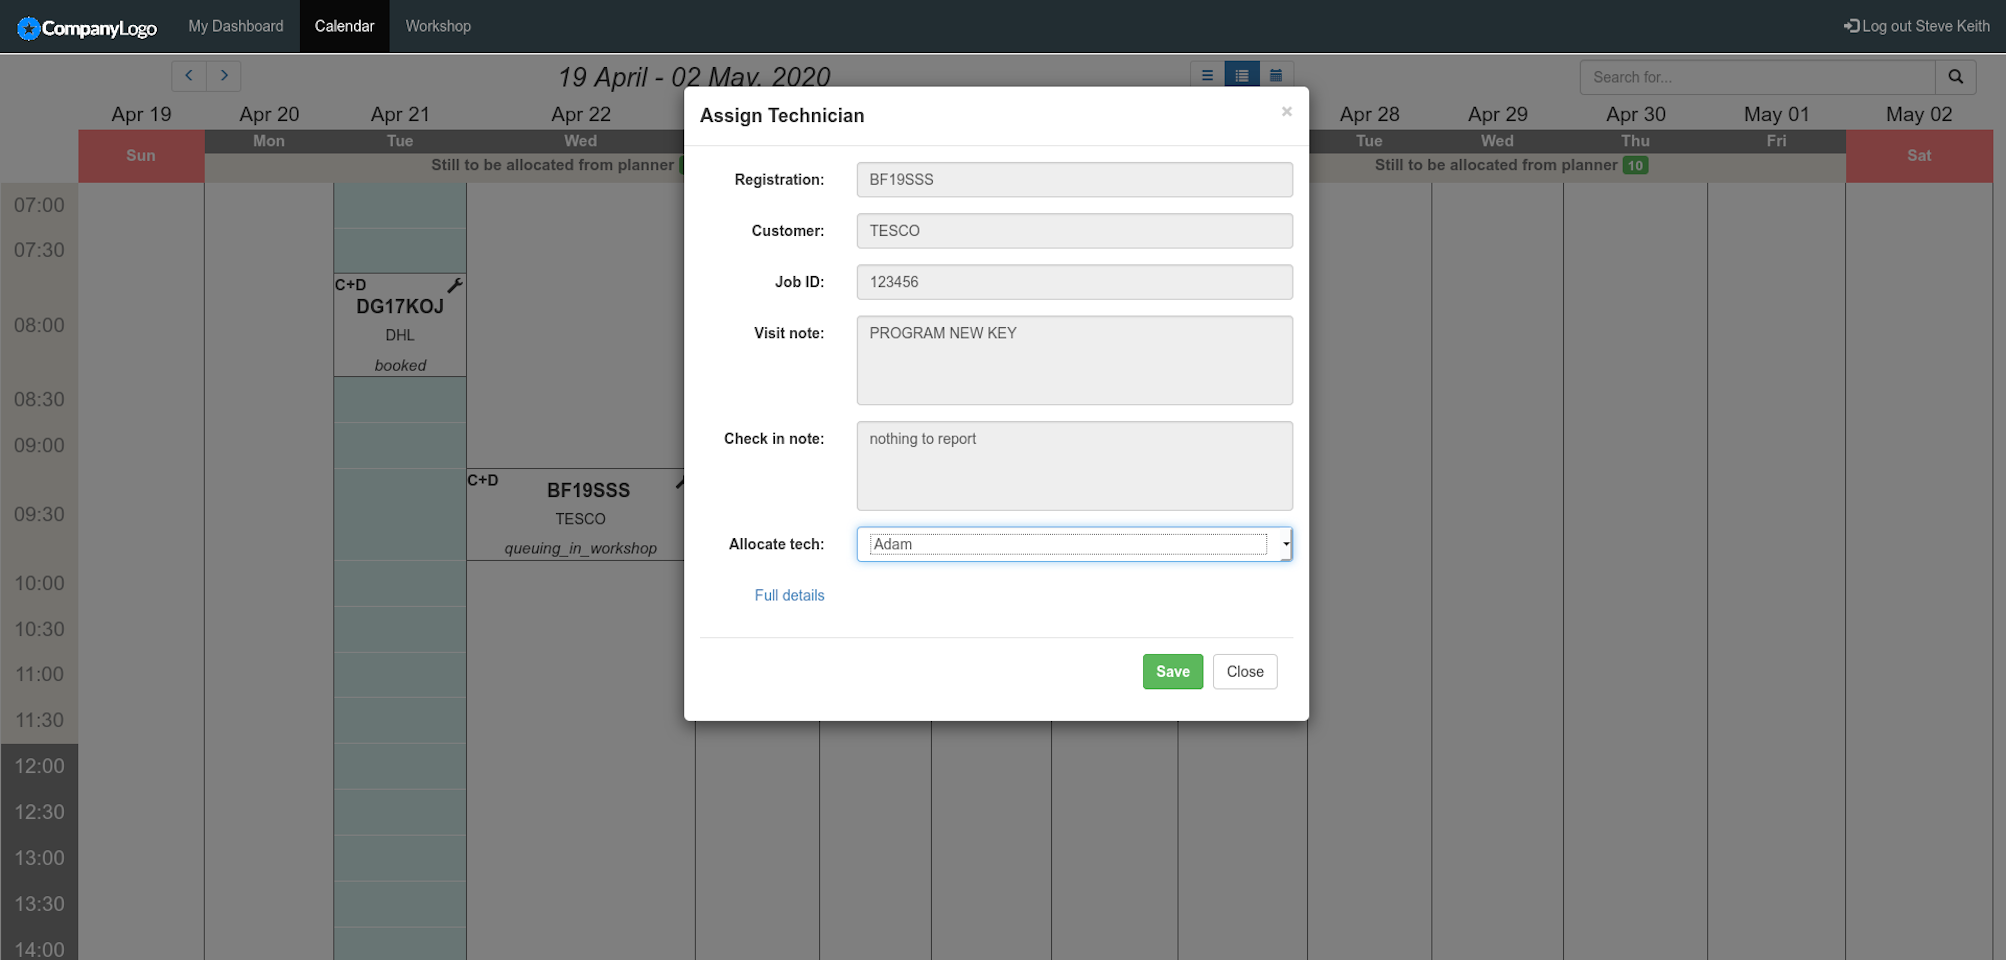 CompanyLogo My Dashboard Calendar Workshop Log out Steve Keith
19 April - 02 May, 2020
Search for...
Apr 19 Apr 20 Apr 21 Apr 22 Apr 28 Apr 29 Apr 30 May 01 May 02
Sun Mon Tue Wed Tue Wed Thu Fri Sat
Still to be allocated from planner
Still to be allocated from planner 10
07:00
07:30
08:00
08:30
09:00
09:30
10:00
10:30
11:00
11:30
12:00
12:30
13:00
13:30
14:00
C+D
DG17KOJ
DHL
booked
C+D
BF19SSS
TESCO
queuing_in_workshop
Assign Technician ×
Registration: BF19SSS
Customer: TESCO
Job ID: 123456
Visit note: PROGRAM NEW KEY
Check in note: nothing to report
Allocate tech: Adam
Full details
Save Close